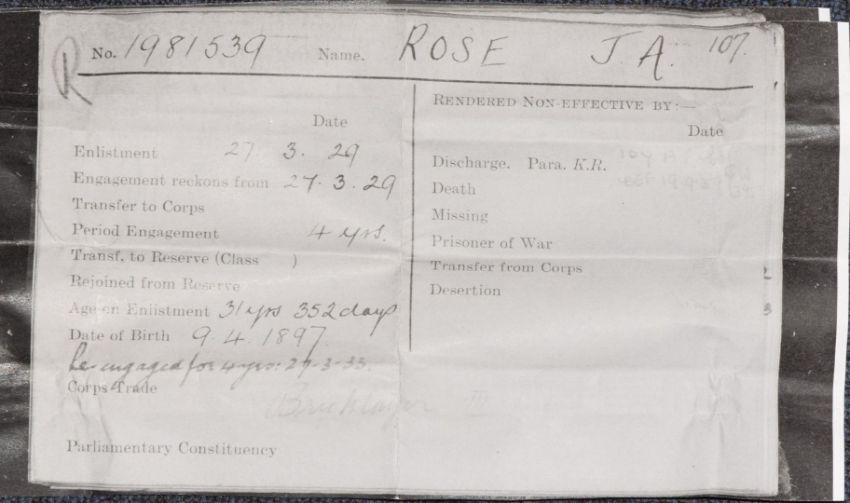 R No. 1981539 Name. ROSE J. A. 107.
Date
Enlistment 27 3. 29
Engagement reckons from 27. 3. 29
Transfer to Corps
Period Engagement 4 yrs.
Transf. to Reserve (Class )
Rejoined from Reserve
Age on Enlistment 31 yrs 352 days
Date of Birth 9. 4. 1897.
Re-engaged for 4 yrs: 27-3-33.
Corps Trade
Bricklayer III
Parliamentary Constituency
RENDERED NON-EFFECTIVE BY:—
Date
Discharge. Para. K.R.
Death
Missing
Prisoner of War
Transfer from Corps
Desertion